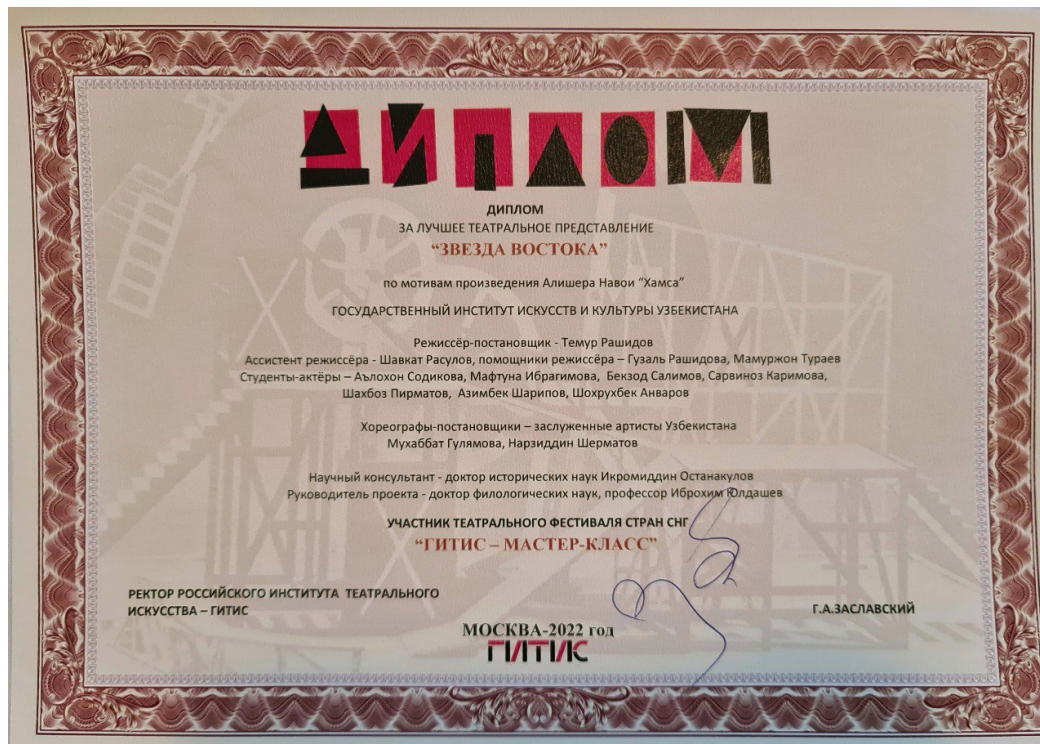 ДИПЛОМ
ДИПЛОМ
ЗА ЛУЧШЕЕ ТЕАТРАЛЬНОЕ ПРЕДСТАВЛЕНИЕ
“ЗВЕЗДА ВОСТОКА”
по мотивам произведения Алишера Навои “Хамса”
ГОСУДАРСТВЕННЫЙ ИНСТИТУТ ИСКУССТВ И КУЛЬТУРЫ УЗБЕКИСТАНА
Режиссёр-постановщик - Темур Рашидов
Ассистент режиссёра - Шавкат Расулов, помощники режиссёра – Гузаль Рашидова, Мамуржон Тураев
Студенты-актёры – Аълохон Содикова, Мафтуна Ибрагимова, Бекзод Салимов, Сарвиноз Каримова,
Шахбоз Пирматов, Азимбек Шарипов, Шохрухбек Анваров
Хореографы-постановщики – заслуженные артисты Узбекистана
Мухаббат Гулямова, Нарзиддин Шерматов
Научный консультант - доктор исторических наук Икромиддин Останакулов
Руководитель проекта - доктор филологических наук, профессор Иброхим Юлдашев
УЧАСТНИК ТЕАТРАЛЬНОГО ФЕСТИВАЛЯ СТРАН СНГ
“ГИТИС – МАСТЕР-КЛАСС”
РЕКТОР РОССИЙСКОГО ИНСТИТУТА ТЕАТРАЛЬНОГО
ИСКУССТВА – ГИТИС
Г.А.ЗАСЛАВСКИЙ
МОСКВА-2022 год
ГИТИС